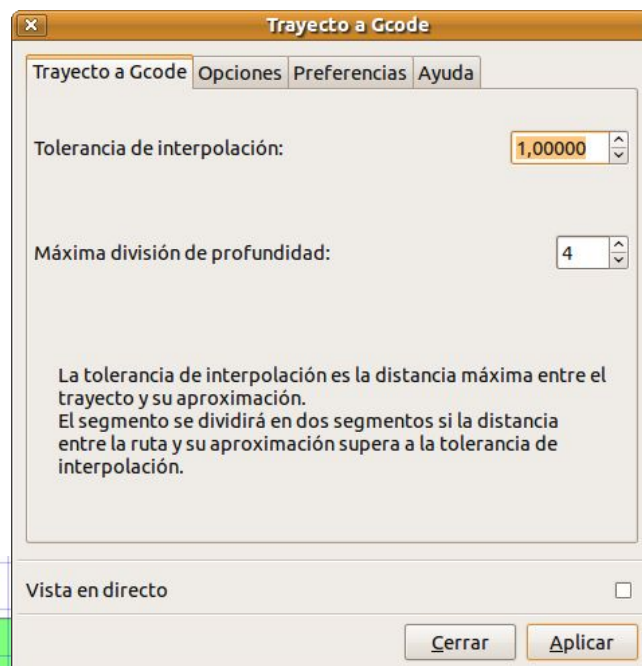 Trayecto a Gcode
Trayecto a Gcode Opciones Preferencias Ayuda
Tolerancia de interpolación: 1,00000
Máxima división de profundidad: 4
La tolerancia de interpolación es la distancia máxima entre el
trayecto y su aproximación.
El segmento se dividirá en dos segmentos si la distancia
entre la ruta y su aproximación supera a la tolerancia de
interpolación.
Vista en directo
Cerrar Aplicar